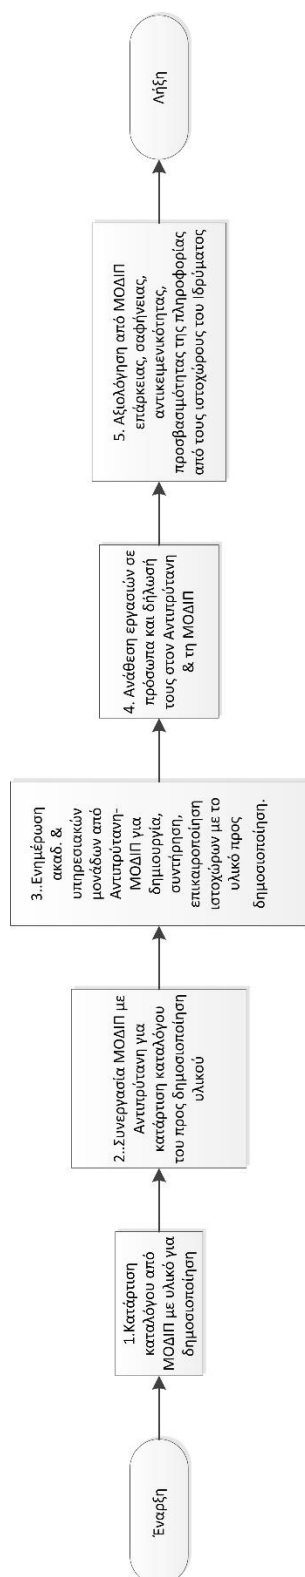 Έναρξη
1.Κατάρτιση
καταλόγου από
ΜΟΔΙΠ με υλικό για
δημοσιοποίηση
2..Συνεργασία ΜΟΔΙΠ με
Αντιπρύτανη για
κατάρτιση καταλόγου
του προς δημοσιοποίηση
υλικού
3..Ενημέρωση
ακαδ. &
υπηρεσιακών
μονάδων από
Αντιπρύτανη-
ΜΟΔΙΠ για
δημιουργία,
συντήρηση,
επικαιροποίηση
ιστοχώρων με το
υλικό προς
δημοσιοποίηση.
4. Ανάθεση εργασιών σε
πρόσωπα και δήλωσή
τους στον Αντιπρύτανη
& τη ΜΟΔΙΠ
5. Αξιολόγηση από ΜΟΔΙΠ
επάρκειας, σαφήνειας,
αντικειμενικότητας,
προσβασιμότητας της πληροφορίας
από τους ιστοχώρους του Ιδρύματος
Λήξη